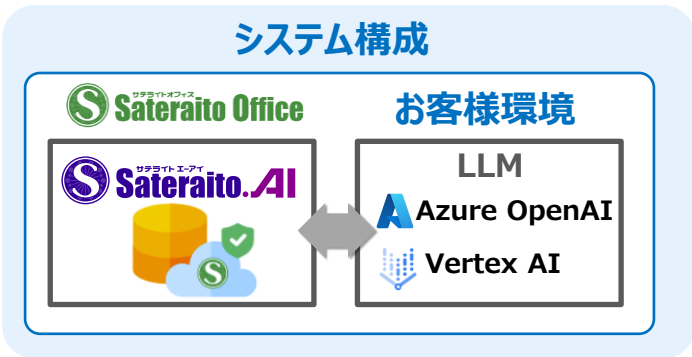 システム構成
サテライトオフィス
Sateraito Office
お客様環境
サテライト エーアイ
Sateraito.AI
LLM
Azure OpenAI
Vertex AI